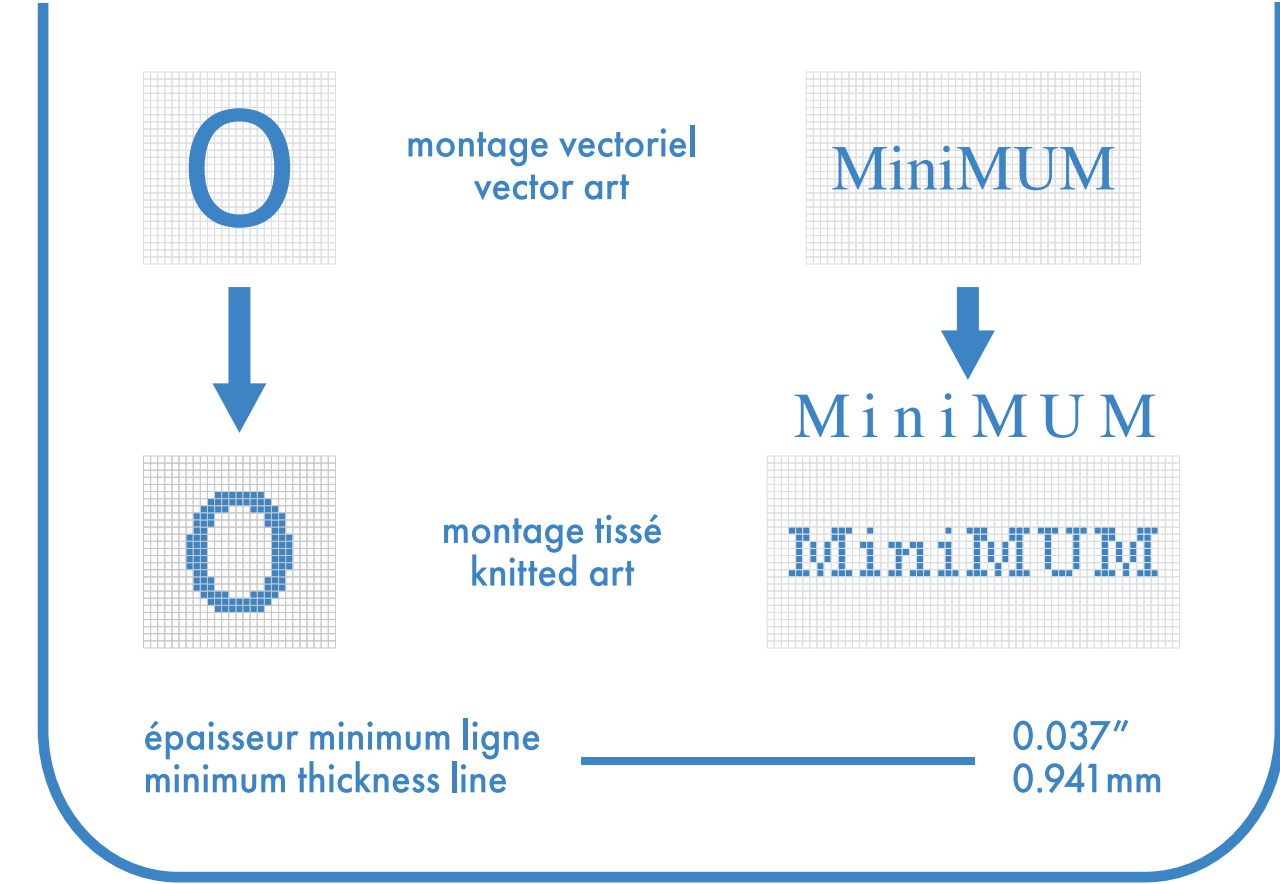 O
montage vectoriel
vector art
MiniMUM
MiniMUM
O
montage tissé
knitted art
MiniMUM
épaisseur minimum ligne
minimum thickness line
0.037″
0.941mm